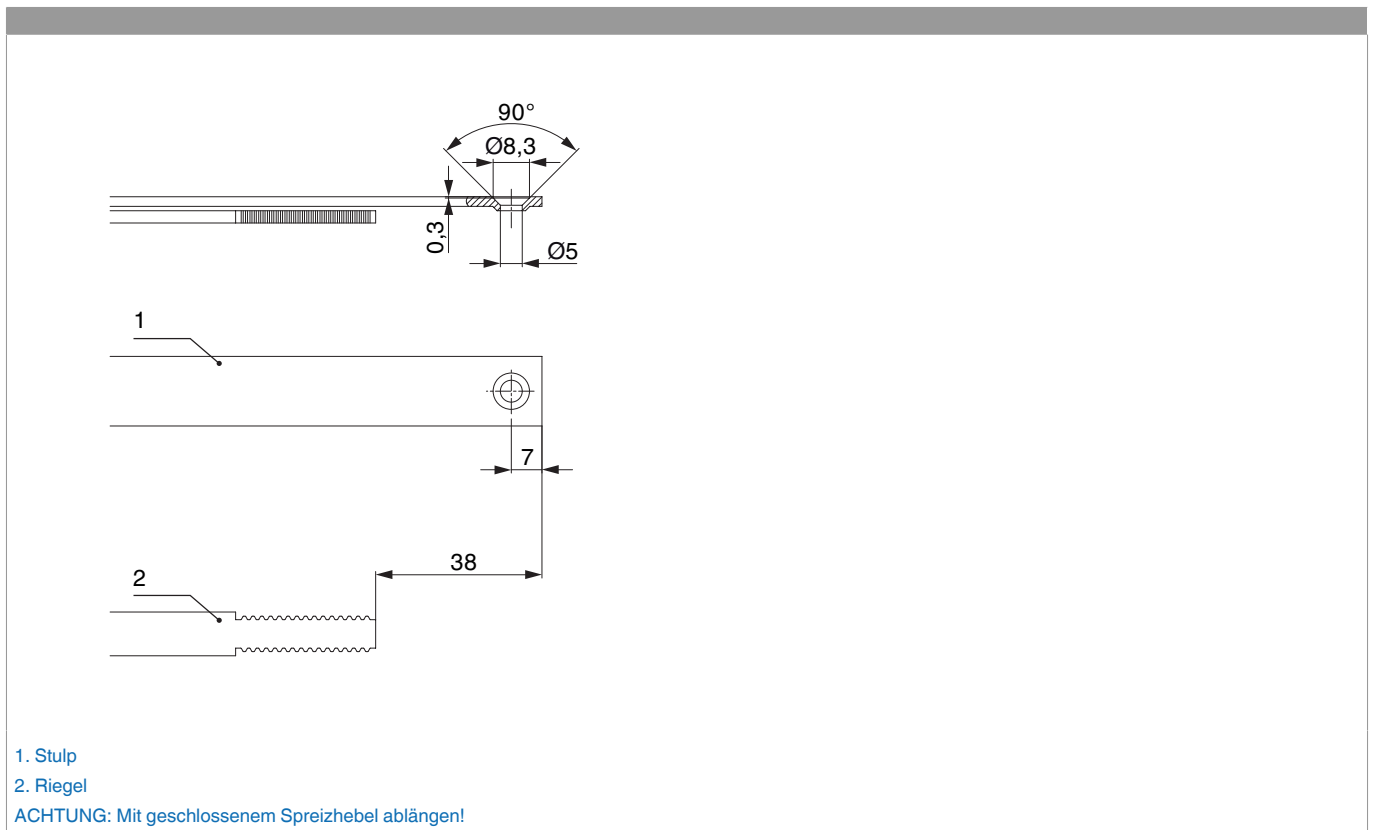 90°
Ø8,3
0,3
Ø5
1
7
38
2
1. Stulp
2. Riegel
ACHTUNG: Mit geschlossenem Spreizhebel ablängen!